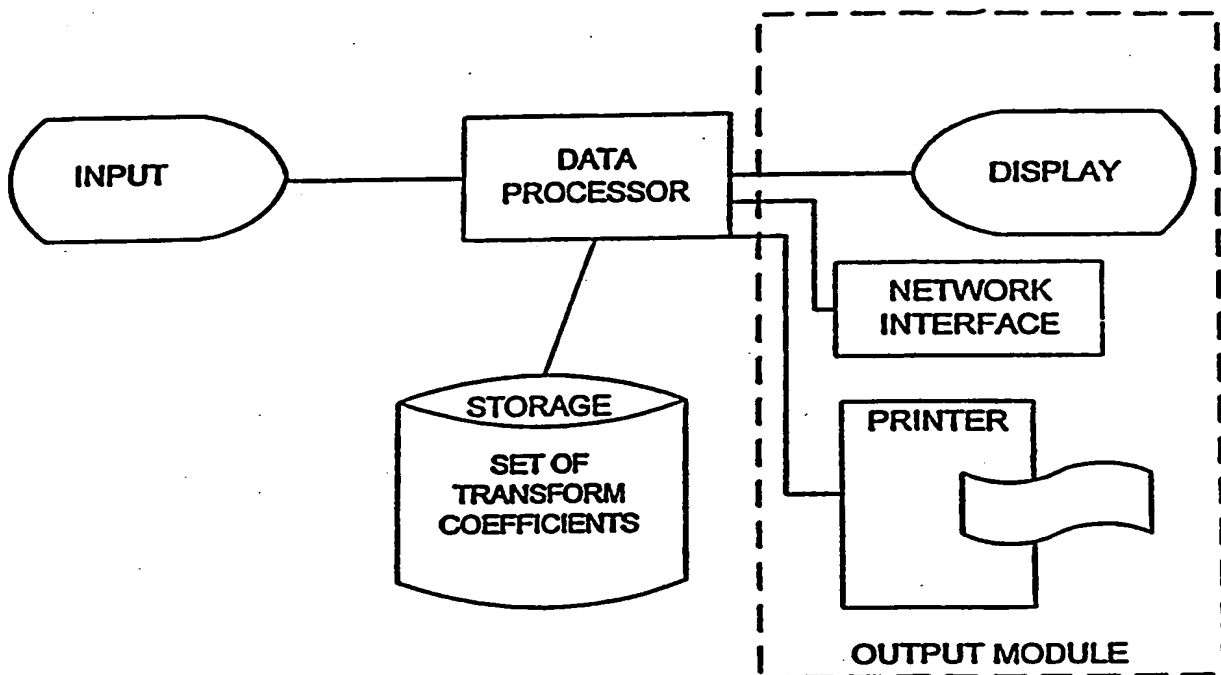 INPUT
DATA
PROCESSOR
DISPLAY
NETWORK
INTERFACE
STORAGE
SET OF
TRANSFORM
COEFFICIENTS
PRINTER
OUTPUT MODULE